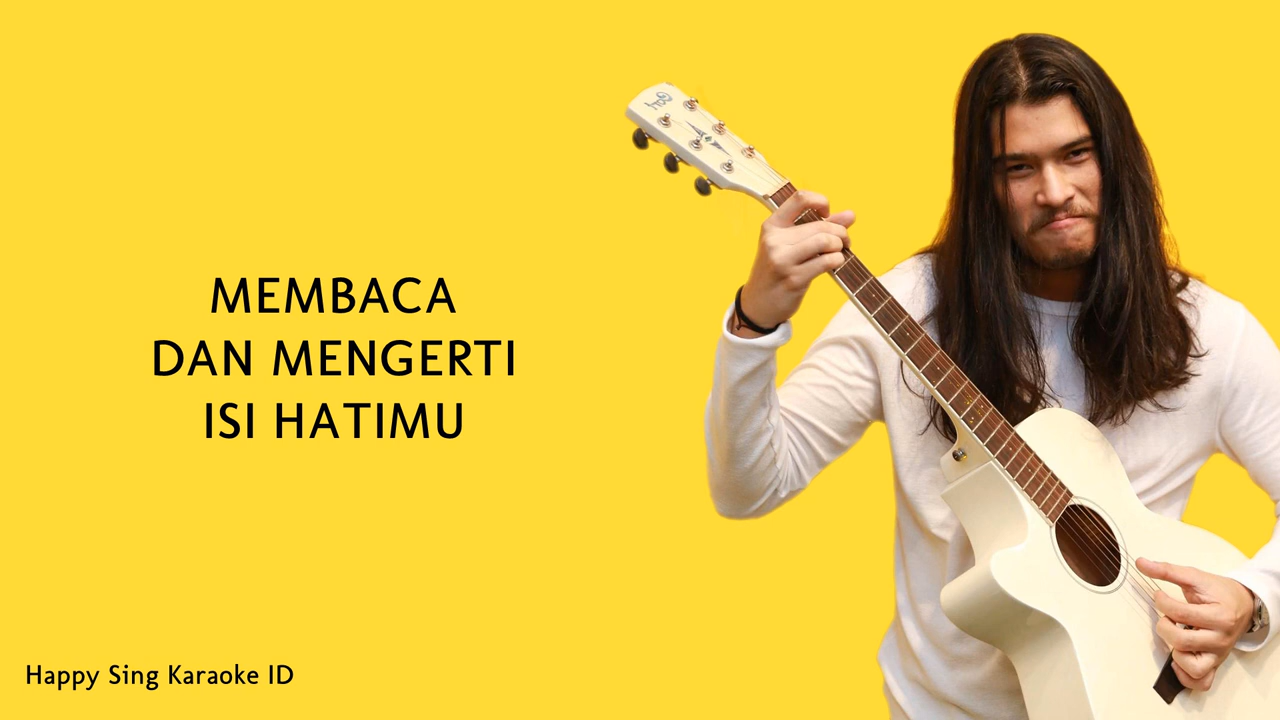 MEMBACA
DAN MENGERTI
ISI HATIMU
Happy Sing Karaoke ID